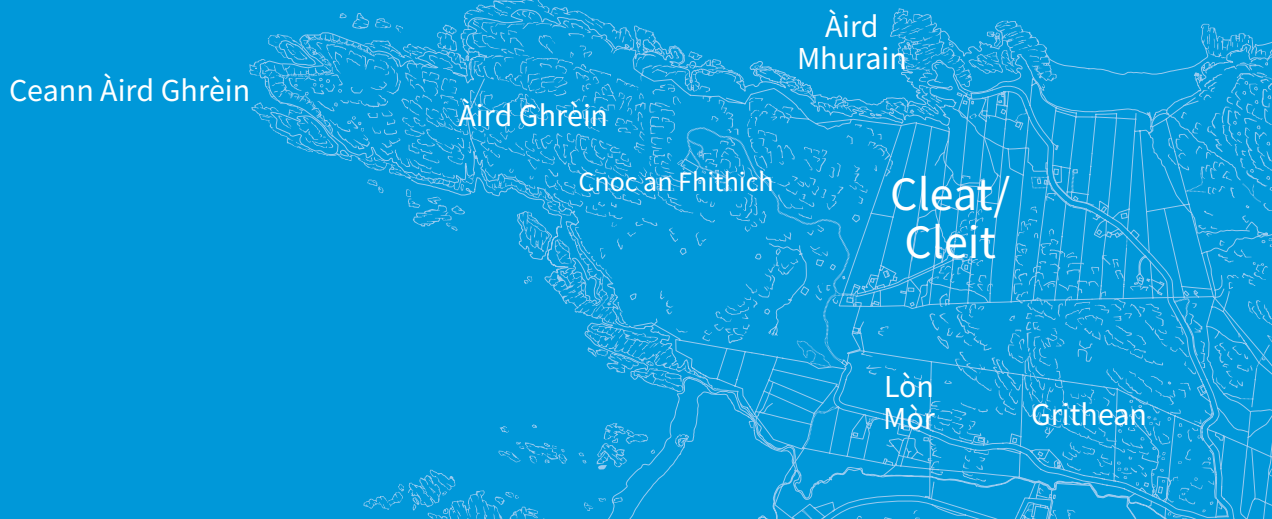 Àird
Mhurain
Ceann Àird Ghrèin
Àird Ghrèin
Cnoc an Fhithich
Cleat/
Cleit
Lòn
Mòr
Grithean